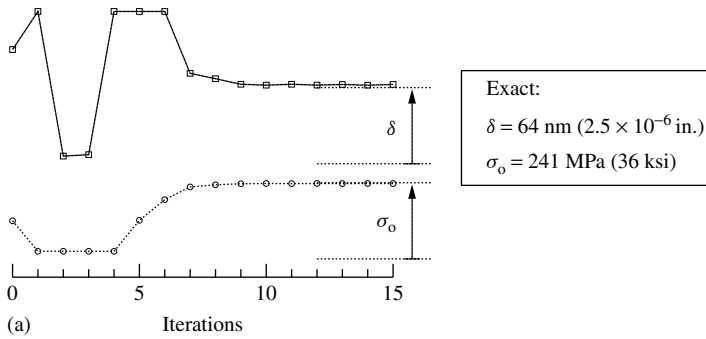 Exact:
δ = 64 nm (2.5 × 10⁻⁶ in.)
σₒ = 241 MPa (36 ksi)
δ
σₒ
0 5 10 15
(a) Iterations